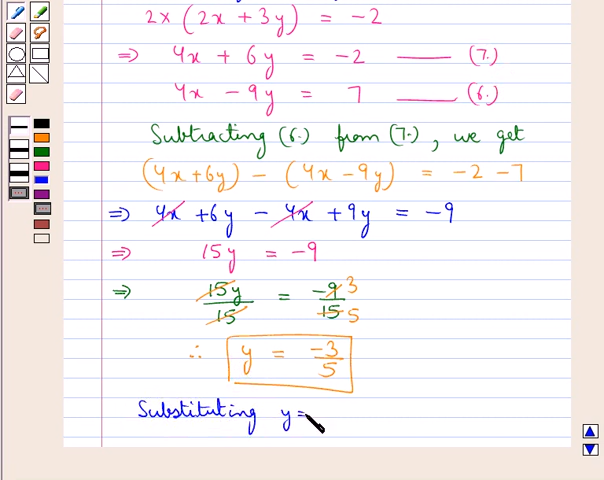 2× (2x + 3y) = -2
⇒ 4x + 6y = -2 —— (7.)
4x - 9y = 7 —— (6.)
Subtracting (6.) from (7.), we get
(4x+6y) - (4x-9y) = -2 -7
⇒ 4x + 6y - 4x + 9y = -9
⇒ 15y = -9
⇒ 15y/15 = -9/15 3/5
∴ y = -3/5
Substituting y=